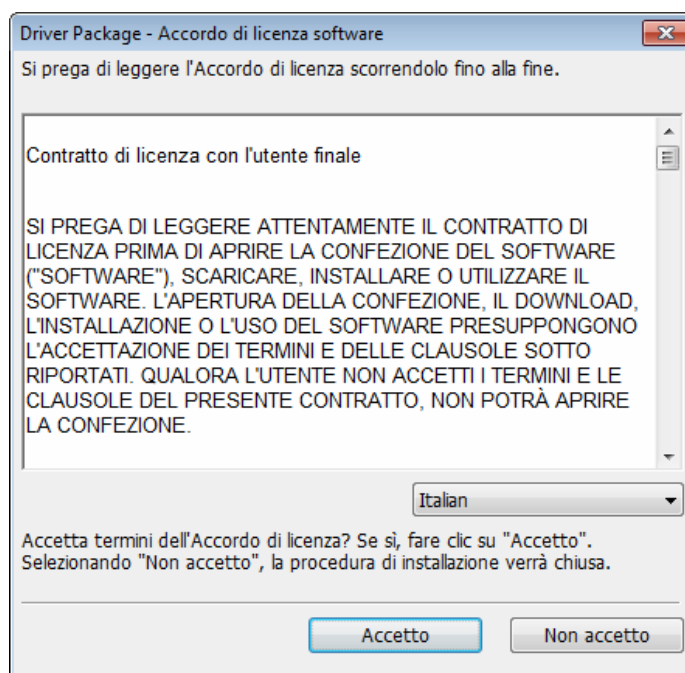 Driver Package - Accordo di licenza software
Si prega di leggere l'Accordo di licenza scorrendolo fino alla fine.
Contratto di licenza con l'utente finale
SI PREGA DI LEGGERE ATTENTAMENTE IL CONTRATTO DI
LICENZA PRIMA DI APRIRE LA CONFEZIONE DEL SOFTWARE
("SOFTWARE"), SCARICARE, INSTALLARE O UTILIZZARE IL
SOFTWARE. L'APERTURA DELLA CONFEZIONE, IL DOWNLOAD,
L'INSTALLAZIONE O L'USO DEL SOFTWARE PRESUPPONGONO
L'ACCETTAZIONE DEI TERMINI E DELLE CLAUSOLE SOTTO
RIPORTATI. QUALORA L'UTENTE NON ACCETTI I TERMINI E LE
CLAUSOLE DEL PRESENTE CONTRATTO, NON POTRÀ APRIRE
LA CONFEZIONE.
Italian
Accetta termini dell'Accordo di licenza? Se sì, fare clic su "Accetto".
Selezionando "Non accetto", la procedura di installazione verrà chiusa.
Accetto
Non accetto